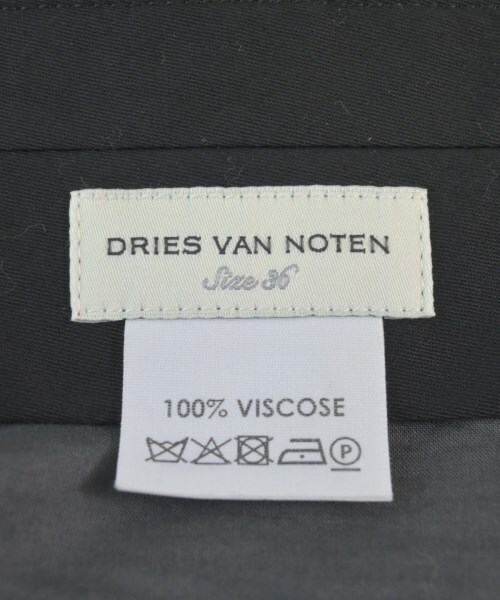 DRIES VAN NOTEN
Size 36
100% VISCOSE
P